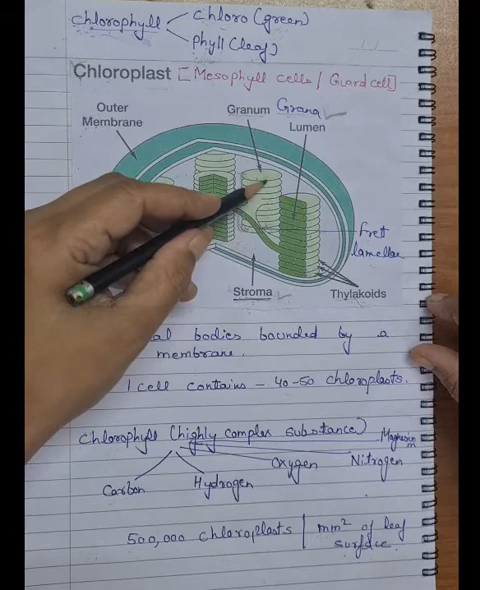 chlorophyll
chloro (green)
phyll (leaf)
Chloroplast [Mesophyll cells / Guard cell]
Outer
Membrane
Granum Grana
Lumen
Fret
lamellae
Stroma
Thylakoids
al bodies bounded by a
membrane.
1 cell contains - 40-50 chloroplasts.
Chlorophyll (highly complex substance)
Oxygen
Nitrogen
Carbon
Hydrogen
500,000 chloroplasts | mm² of leaf
surface